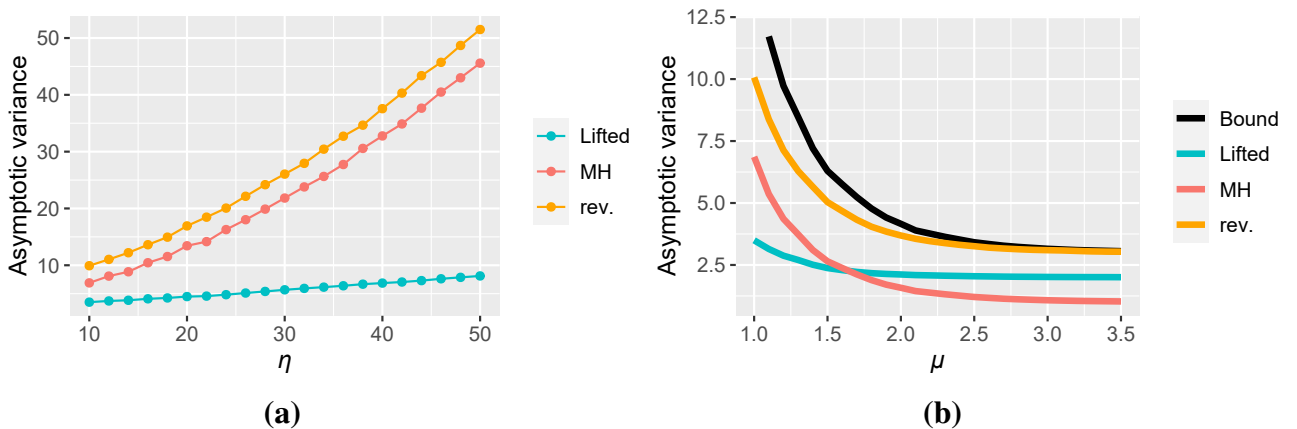 Asymptotic variance
50
40
30
20
10
10 20 30 40 50
η
Lifted
MH
rev.
(a)
Asymptotic variance
12.5
10.0
7.5
5.0
2.5
1.0 1.5 2.0 2.5 3.0 3.5
μ
Bound
Lifted
MH
rev.
(b)